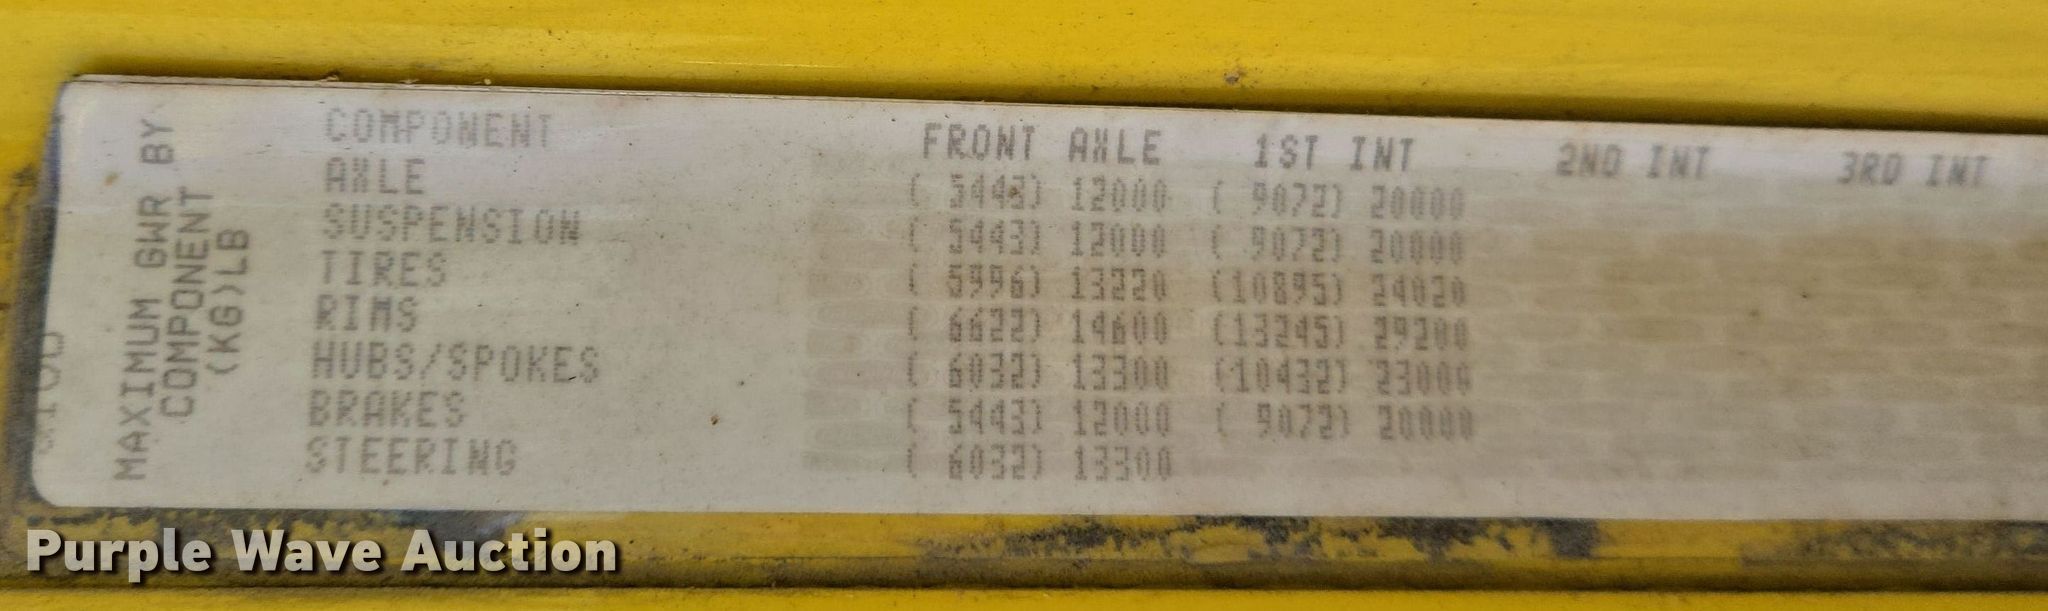 MAXIMUM GWR BY
COMPONENT
(KG)LB
COMPONENT FRONT AXLE 1ST INT 2ND INT 3RD INT
AXLE ( 5443) 12000 ( 9072) 20000
SUSPENSION ( 5443) 12000 ( 9072) 20000
TIRES ( 5996) 13220 (10895) 24020
RIMS ( 6622) 14600 (13245) 29200
HUBS/SPOKES ( 6032) 13300 (10432) 23000
BRAKES ( 5443) 12000 ( 9072) 20000
STEERING ( 6032) 13300
Purple Wave Auction